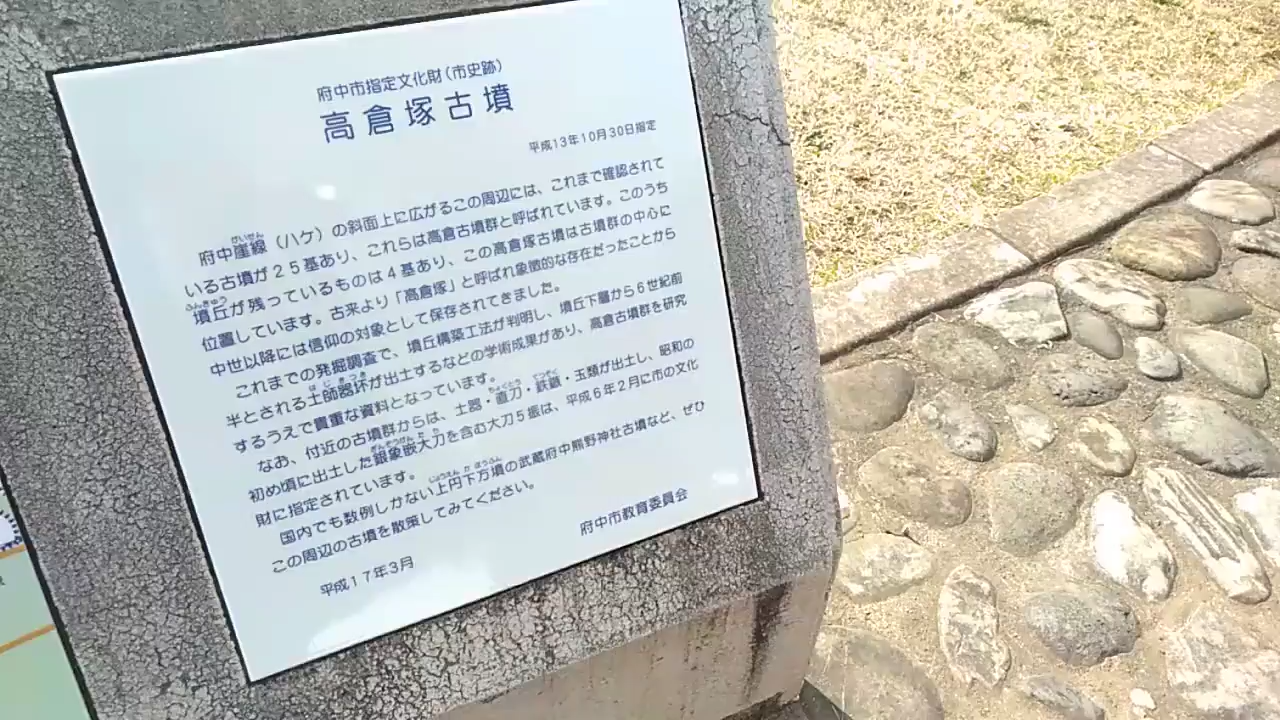 府中市指定文化財(市史跡)
高倉塚古墳
平成13年10月30日指定
府中崖線(ハケ)の斜面上に広がるこの周辺には、これまで確認されて
いる古墳が25基あり、これらは高倉古墳群と呼ばれています。このうち
墳丘が残っているものは4基あり、この高倉塚古墳は古墳群の中心に
位置しています。古来より「高倉塚」と呼ばれ象徴的な存在だったことから
中世以降には信仰の対象として保存されてきました。
これまでの発掘調査で、墳丘構築工法が判明し、墳丘下層から6世紀前
半とされる土師器坏が出土するなどの学術成果があり、高倉古墳群を研究
するうえで貴重な資料となっています。
なお、付近の古墳群からは、土器・直刀・鉄鏃・玉類が出土し、昭和の
初め頃に出土した銀象嵌大刀を含む大刀5振は、平成6年2月に市の文化
財に指定されています。
国内でも数例しかない上円下方墳の武蔵府中熊野神社古墳など、ぜひ
この周辺の古墳を散策してみてください。
平成17年3月
府中市教育委員会